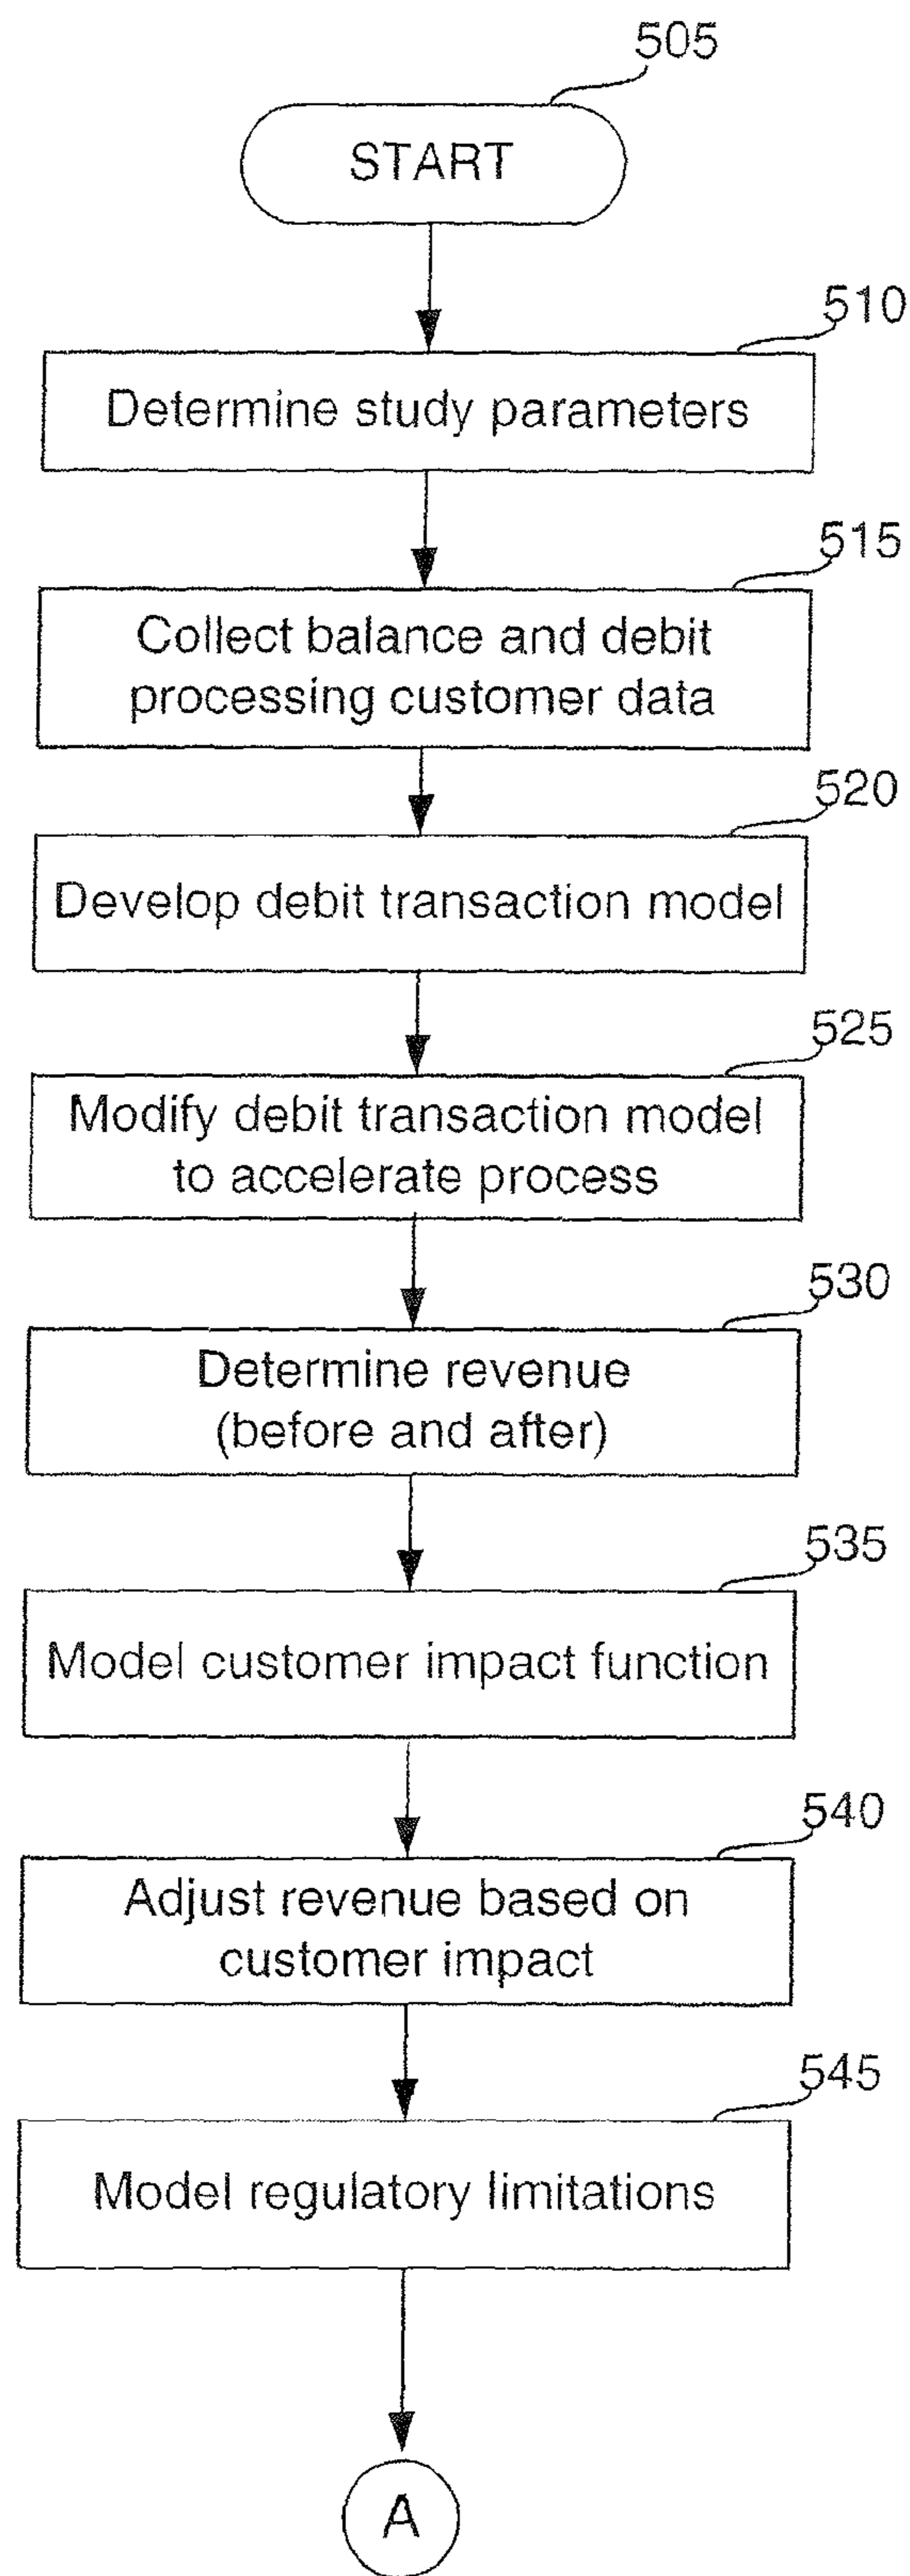 505
START
510
Determine study parameters
515
Collect balance and debit
processing customer data
520
Develop debit transaction model
525
Modify debit transaction model
to accelerate process
530
Determine revenue
(before and after)
535
Model customer impact function
540
Adjust revenue based on
customer impact
545
Model regulatory limitations
A